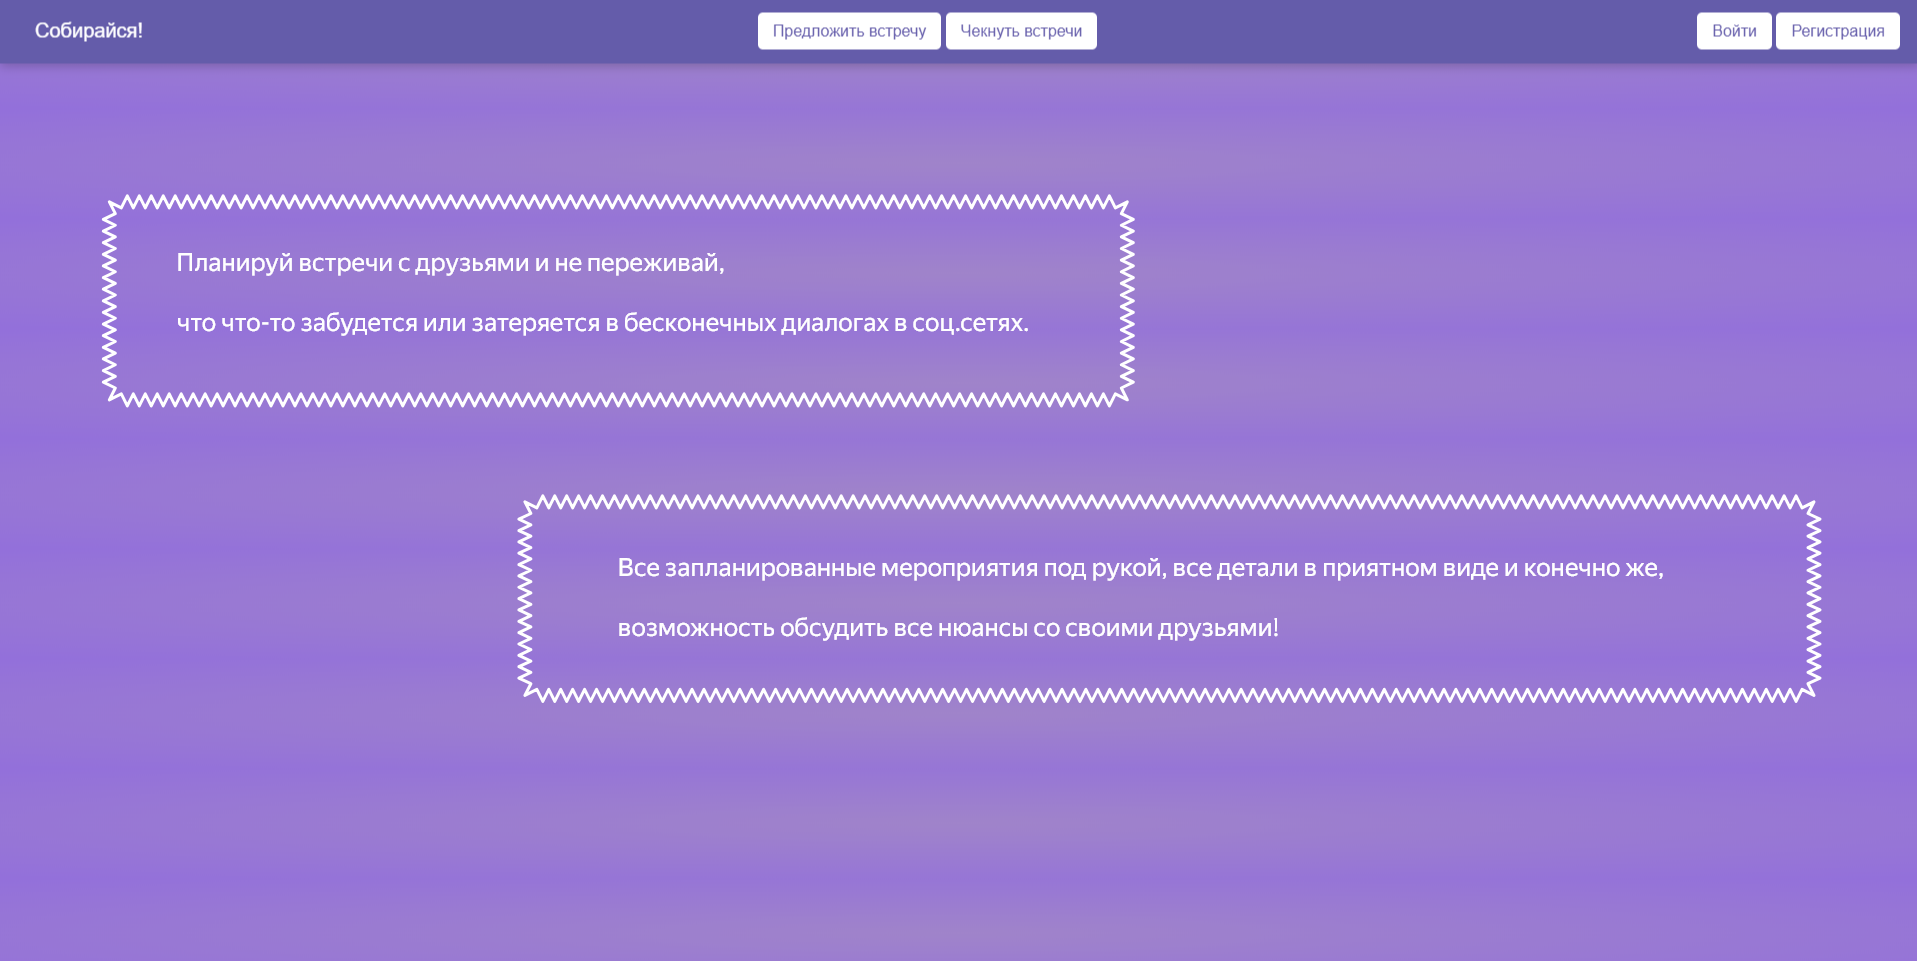 Собирайся!
Предложить встречу
Чекнуть встречи
Войти
Регистрация
Планируй встречи с друзьями и не переживай,
что что-то забудется или затеряется в бесконечных диалогах в соц.сетях.
Все запланированные мероприятия под рукой, все детали в приятном виде и конечно же,
возможность обсудить все нюансы со своими друзьями!